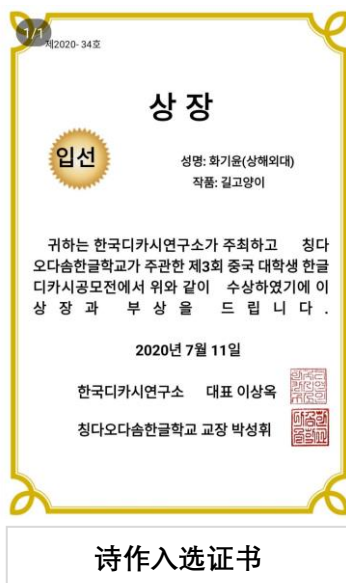 1/1
제2020- 34호
상 장
입선
성명: 화기윤(상해외대)
작품: 길고양이
귀하는 한국디카시연구소가 주최하고 칭다
오다솜한글학교가 주관한 제3회 중국 대학생 한글
디카시공모전에서 위와 같이 수상하였기에 이
상 장 과 부 상 을 드 립 니 다 .
2020년 7월 11일
한국디카시연구소 대표 이상옥
칭다오다솜한글학교 교장 박성휘
诗作入选证书